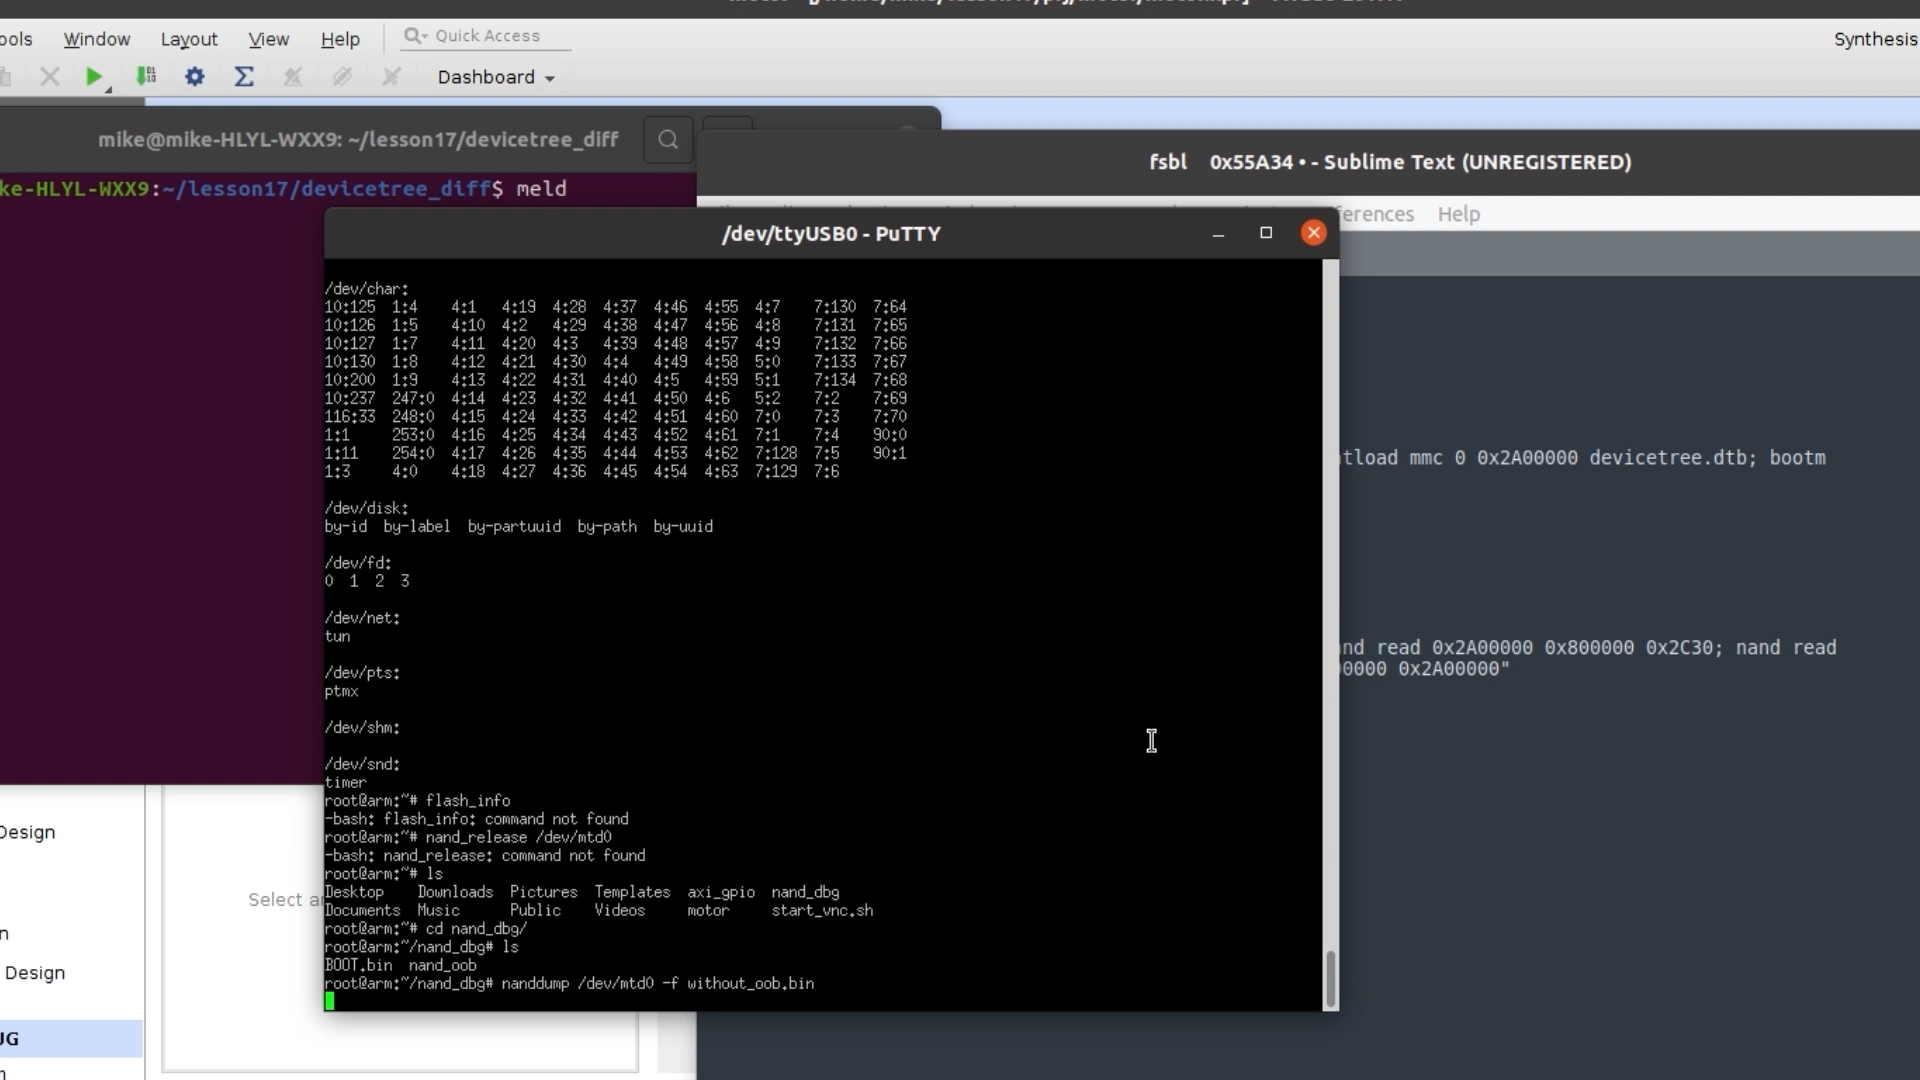 ools Window Layout View Help Quick Access Synthesis
Dashboard
mike@mike-HLYL-WXX9: ~/lesson17/devicetree_diff
ke-HLYL-WXX9:~/lesson17/devicetree_diff$ meld
fsbl 0x55A34 • - Sublime Text (UNREGISTERED)
erences Help
tload mmc 0 0x2A00000 devicetree.dtb; bootm
nd read 0x2A00000 0x800000 0x2C30; nand read
0000 0x2A00000"
/dev/ttyUSB0 - PuTTY
/dev/char:
10:125 1:4 4:1 4:19 4:28 4:37 4:46 4:55 4:7 7:130 7:64
10:126 1:5 4:10 4:2 4:29 4:38 4:47 4:56 4:8 7:131 7:65
10:127 1:7 4:11 4:20 4:3 4:39 4:48 4:57 4:9 7:132 7:66
10:130 1:8 4:12 4:21 4:30 4:4 4:49 4:58 5:0 7:133 7:67
10:200 1:9 4:13 4:22 4:31 4:40 4:5 4:59 5:1 7:134 7:68
10:237 247:0 4:14 4:23 4:32 4:41 4:50 4:6 5:2 7:2 7:69
116:33 248:0 4:15 4:24 4:33 4:42 4:51 4:60 7:0 7:3 7:70
1:1 253:0 4:16 4:25 4:34 4:43 4:52 4:61 7:1 7:4 90:0
1:11 254:0 4:17 4:26 4:35 4:44 4:53 4:62 7:128 7:5 90:1
1:3 4:0 4:18 4:27 4:36 4:45 4:54 4:63 7:129 7:6
/dev/disk:
by-id by-label by-partuuid by-path by-uuid
/dev/fd:
0 1 2 3
/dev/net:
tun
/dev/pts:
ptmx
/dev/shm:
/dev/snd:
timer
root@arm:~# flash_info
-bash: flash_info: command not found
root@arm:~# nand_release /dev/mtd0
-bash: nand_release: command not found
root@arm:~# ls
Desktop Downloads Pictures Templates axi_gpio nand_dbg
Documents Music Public Videos motor start_vnc.sh
root@arm:~# cd nand_dbg/
root@arm:~/nand_dbg# ls
BOOT.bin nand_oob
root@arm:~/nand_dbg# nanddump /dev/mtd0 -f without_oob.bin
Design
Select a
n
Design
UG